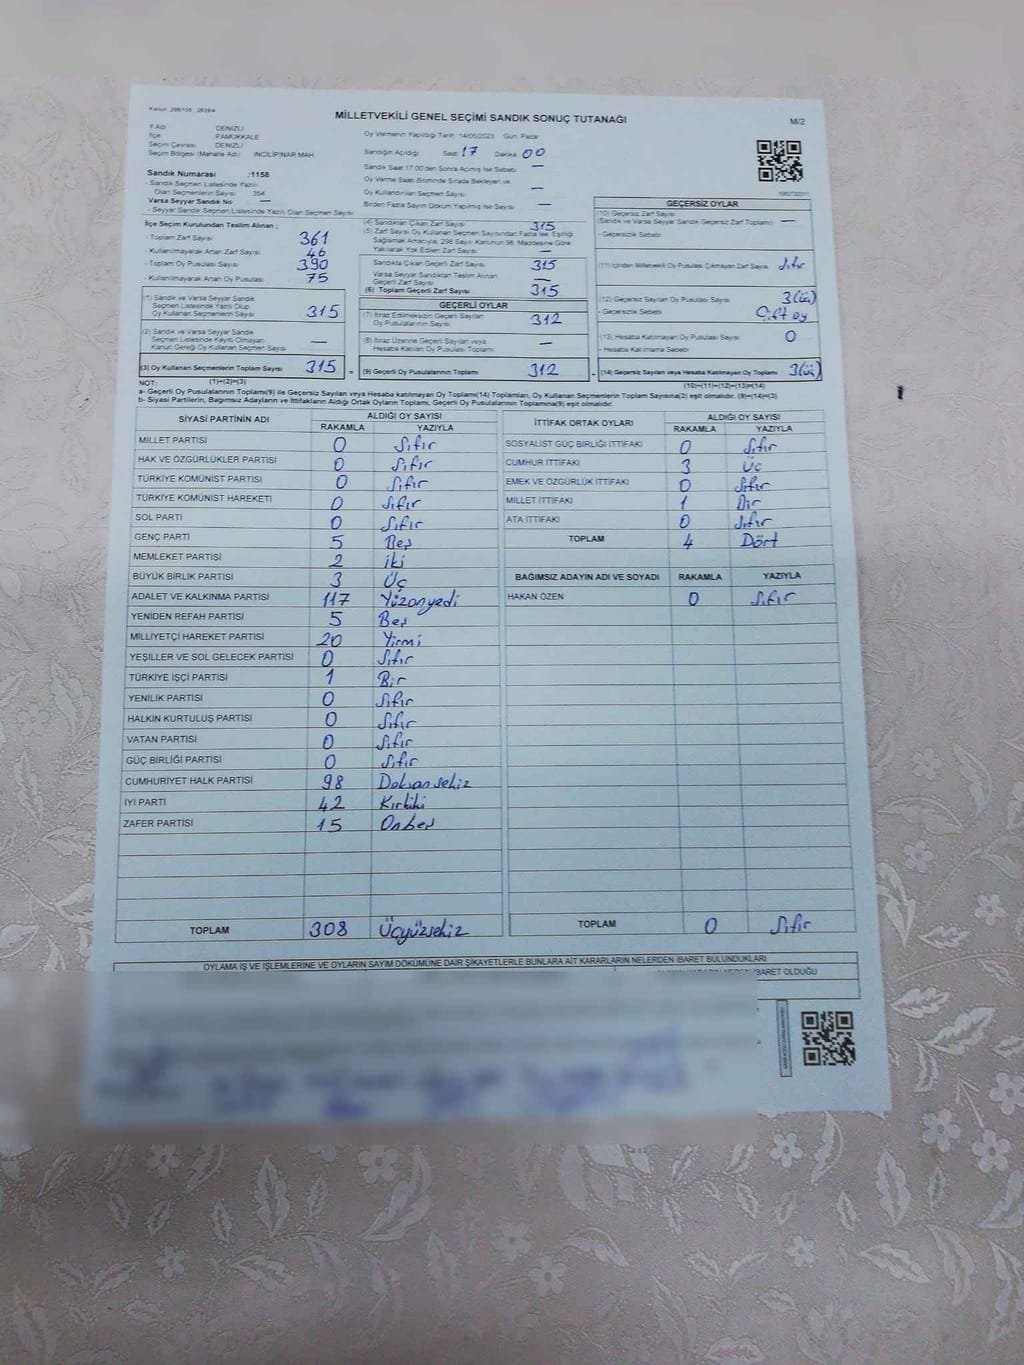 Kanun :298/105 - 2839/4
MİLLETVEKİLİ GENEL SEÇİMİ SANDIK SONUÇ TUTANAĞI
M/2
İl Adı DENİZLİ
İlçe PAMUKKALE
Seçim Çevresi DENİZLİ
Seçim Bölgesi (Mahalle Adı) İNCİLİPINAR MAH.
Sandık Numarası :1158
- Sandık Seçmen Listesinde Yazılı
Olan Seçmenlerin Sayısı 354
Varsa Seyyar Sandık No —
- Seyyar Sandık Seçmen Listesinde Yazılı Olan Seçmen Sayısı
İlçe Seçim Kurulundan Teslim Alınan :
- Toplam Zarf Sayısı 361
- Kullanılmayarak Artan Zarf Sayısı 46
- Toplam Oy Pusulası Sayısı 390
- Kullanılmayarak Artan Oy Pusulası 75
(1) Sandık ve Varsa Seyyar Sandık
Seçmen Listesinde Yazılı Olup
Oy Kullanan Seçmenlerin Sayısı 315
(2) Sandık ve Varsa Seyyar Sandık
Seçmen Listesinde Kayıtlı Olmayan
Kanun Gereği Oy Kullanan Seçmen Sayısı —
(3) Oy Kullanan Seçmenlerin Toplam Sayısı 315 =
(1)+(2)=(3)
Oy Vermenin Yapıldığı Tarih 14/05/2023 Gün Pazar
Sandığın Açıldığı Saat 17 Dakika 00
Sandık Saat 17:00'den Sonra Açılmış İse Sebebi —
Oy Verme Saati Bitiminde Sırada Bekleyen ve
Oy Kullandırılan Seçmen Sayısı —
Birden Fazla Sayım Döküm Yapılmış İse Sayısı —
(4) Sandıktan Çıkan Zarf Sayısı 315
(5) Zarf Sayısı Oy Kullanan Seçmen Sayısından Fazla İse, Eşitliği
Sağlamak Amacıyla, 298 Sayılı Kanunun 98. Maddesine Göre
Yakılarak Yok Edilen Zarf Sayısı —
Sandıkta Çıkan Geçerli Zarf Sayısı 315
Varsa Seyyar Sandıktan Teslim Alınan
Geçerli Zarf Sayısı —
(6) Toplam Geçerli Zarf Sayısı 315
GEÇERLİ OYLAR
(7) İtiraz Edilmeksizin Geçerli Sayılan
Oy Pusulalarının Sayısı 312
(8) İtiraz Üzerine Geçerli Sayılan veya
Hesaba Katılan Oy Pusulası Toplamı —
(9) Geçerli Oy Pusulalarının Toplamı 312
GEÇERSİZ OYLAR
(10) Geçersiz Zarf Sayısı
(Sandık ve Varsa Seyyar Sandık Geçersiz Zarf Toplamı) —
- Geçersizlik Sebebi
(11) İçinden Milletvekili Oy Pusulası Çıkmayan Zarf Sayısı Sıfır
(12) Geçersiz Sayılan Oy Pusulası Sayısı 3(üç)
- Geçersizlik Sebebi Çift oy
(13) Hesaba Katılmayan Oy Pusulası Sayısı 0
- Hesaba Katılmama Sebebi
(14) Geçersiz Sayılan veya Hesaba Katılmayan Oy Toplamı 3(üç)
(10)+(11)+(12)+(13)=(14)
NOT:
a- Geçerli Oy Pusulalarının Toplamı(9) ile Geçersiz Sayılan veya Hesaba katılmayan Oy Toplamı(14) Toplamları, Oy Kullanan Seçmenlerin Toplam Sayısına(3) eşit olmalıdır. (9)+(14)=(3)
b- Siyasi Partilerin, Bağımsız Adayların ve İttifakların Aldığı Ortak Oyların Toplamı, Geçerli Oy Pusulalarının Toplamına(9) eşit olmalıdır.
SİYASİ PARTİNİN ADI ALDIĞI OY SAYISI
RAKAMLA YAZIYLA
MİLLET PARTİSİ 0 Sıfır
HAK VE ÖZGÜRLÜKLER PARTİSİ 0 Sıfır
TÜRKİYE KOMÜNİST PARTİSİ 0 Sıfır
TÜRKİYE KOMÜNİST HAREKETİ 0 Sıfır
SOL PARTİ 0 Sıfır
GENÇ PARTİ 5 Beş
MEMLEKET PARTİSİ 2 iki
BÜYÜK BİRLİK PARTİSİ 3 Üç
ADALET VE KALKINMA PARTİSİ 117 Yüzonyedi
YENİDEN REFAH PARTİSİ 5 Beş
MİLLİYETÇİ HAREKET PARTİSİ 20 Yirmi
YEŞİLLER VE SOL GELECEK PARTİSİ 0 Sıfır
TÜRKİYE İŞÇİ PARTİSİ 1 Bir
YENİLİK PARTİSİ 0 Sıfır
HALKIN KURTULUŞ PARTİSİ 0 Sıfır
VATAN PARTİSİ 0 Sıfır
GÜÇ BİRLİĞİ PARTİSİ 0 Sıfır
CUMHURİYET HALK PARTİSİ 98 Doksansekiz
İYİ PARTİ 42 Kırkiki
ZAFER PARTİSİ 15 Onbeş
TOPLAM 308 Üçyüzsekiz
İTTİFAK ORTAK OYLARI ALDIĞI OY SAYISI
RAKAMLA YAZIYLA
SOSYALİST GÜÇ BİRLİĞİ İTTİFAKI 0 Sıfır
CUMHUR İTTİFAKI 3 Üç
EMEK VE ÖZGÜRLÜK İTTİFAKI 0 Sıfır
MİLLET İTTİFAKI 1 Bir
ATA İTTİFAKI 0 Sıfır
TOPLAM 4 Dört
BAĞIMSIZ ADAYIN ADI VE SOYADI RAKAMLA YAZIYLA
HAKAN ÖZEN 0 Sıfır
TOPLAM 0 Sıfır
OYLAMA İŞ VE İŞLEMLERİNE VE OYLARIN SAYIM DÖKÜMÜNE DAİR ŞİKAYETLERLE BUNLARA AİT KARARLARIN NELERDEN İBARET BULUNDUKLARI
İBARET OLDUĞU